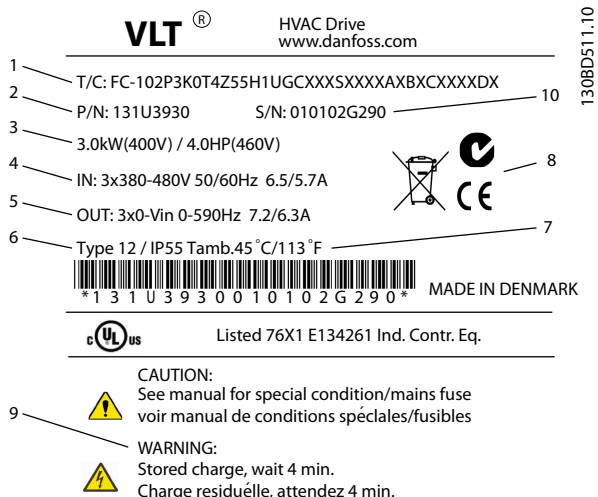 VLT ®
HVAC Drive
www.danfoss.com
130BD511.10
1
T/C: FC-102P3K0T4Z55H1UGCXXXSXXXXAXBXCXXXXDX
2
P/N: 131U3930 S/N: 010102G290
10
3
3.0kW(400V) / 4.0HP(460V)
4
IN: 3x380-480V 50/60Hz 6.5/5.7A
8
CE
5
OUT: 3x0-Vin 0-590Hz 7.2/6.3A
6
Type 12 / IP55 Tamb.45˚C/113˚F
7
*131U3930010102G290*
MADE IN DENMARK
c UL us
Listed 76X1 E134261 Ind. Contr. Eq.
CAUTION:
See manual for special condition/mains fuse
voir manual de conditions spéclales/fusibles
9
WARNING:
Stored charge, wait 4 min.
Charge residuélle, attendez 4 min.